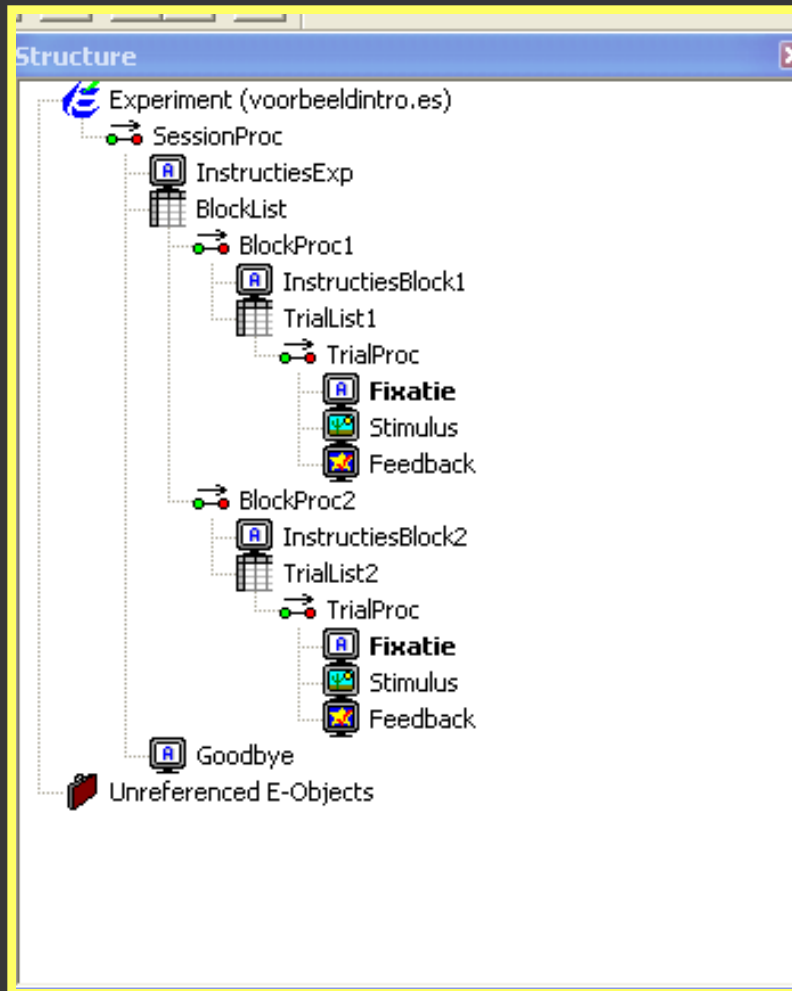 Structure
Experiment (voorbeeldintro.es)
SessionProc
InstructiesExp
BlockList
BlockProc1
InstructiesBlock1
TrialList1
TrialProc
Fixatie
Stimulus
Feedback
BlockProc2
InstructiesBlock2
TrialList2
TrialProc
Fixatie
Stimulus
Feedback
Goodbye
Unreferenced E-Objects